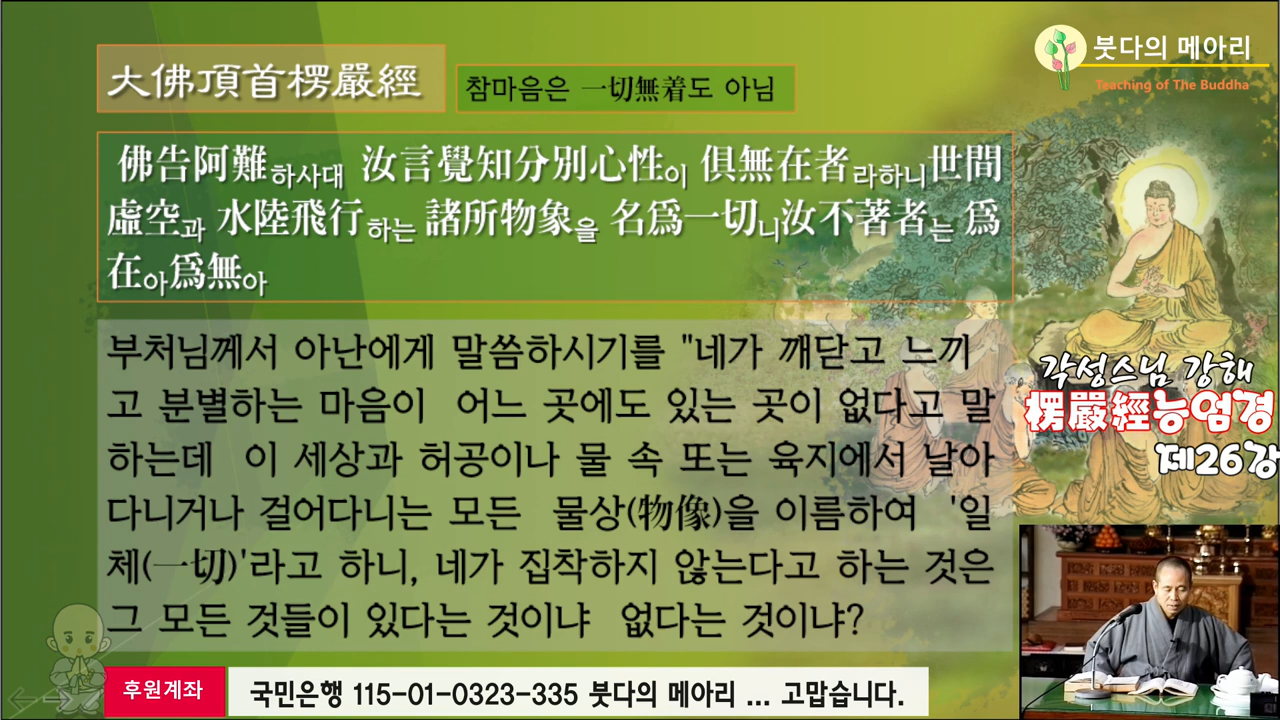 大佛頂首楞嚴經
참마음은 一切無着도 아님
붓다의 메아리
Teaching of The Buddha
佛告阿難하사대 汝言覺知分別心性이 俱無在者라하니世間
虛空과 水陸飛行하는 諸所物象을 名爲一切니汝不著者는 爲
在아爲無아
부처님께서 아난에게 말씀하시기를 "네가 깨닫고 느끼
고 분별하는 마음이 어느 곳에도 있는 곳이 없다고 말
하는데 이 세상과 허공이나 물 속 또는 육지에서 날아
다니거나 걸어다니는 모든 물상(物像)을 이름하여 '일
체(一切)'라고 하니, 네가 집착하지 않는다고 하는 것은
그 모든 것들이 있다는 것이냐 없다는 것이냐?
각성스님 강해
楞嚴經능엄경
제26강
후원계좌
국민은행 115-01-0323-335 붓다의 메아리 ... 고맙습니다.